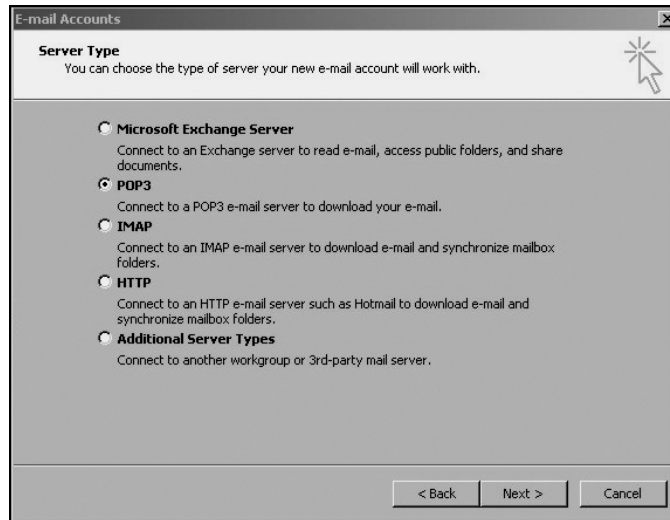 E-mail Accounts
Server Type
You can choose the type of server your new e-mail account will work with.
Microsoft Exchange Server
Connect to an Exchange server to read e-mail, access public folders, and share
documents.
POP3
Connect to a POP3 e-mail server to download your e-mail.
IMAP
Connect to an IMAP e-mail server to download e-mail and synchronize mailbox
folders.
HTTP
Connect to an HTTP e-mail server such as Hotmail to download e-mail and
synchronize mailbox folders.
Additional Server Types
Connect to another workgroup or 3rd-party mail server.
< Back Next > Cancel